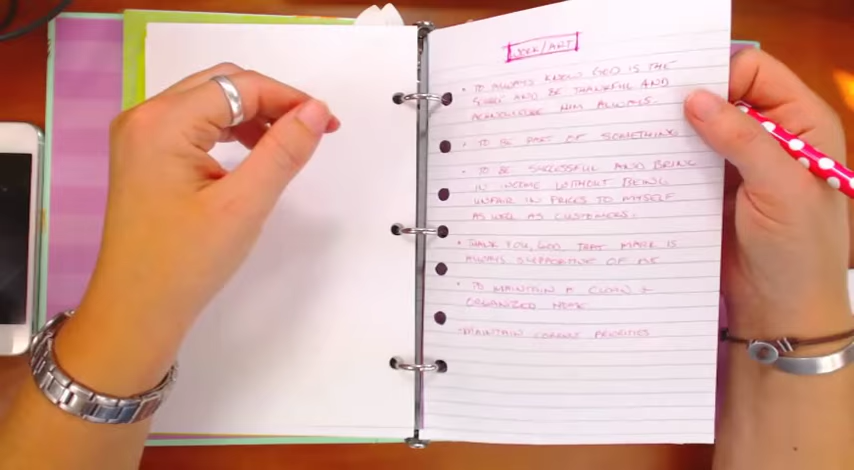 WORK/ART
• TO ALWAYS KNOW GOD IS THE
AND BE THANKFUL AND
ACKNOWLEDGE HIM ALWAYS.
• TO BE PART OF SOMETHING
• TO BE SUCCESSFUL AND BRING
IN INCOME WITHOUT BEING
UNFAIR IN PRICES TO MYSELF
AS WELL AS CUSTOMERS.
• THANK YOU, GOD THAT MARK IS
ALWAYS SUPPORTIVE OF ME
• TO MAINTAIN A CLEAN +
ORGANIZED HOME
• MAINTAIN CORRECT PRIORITIES